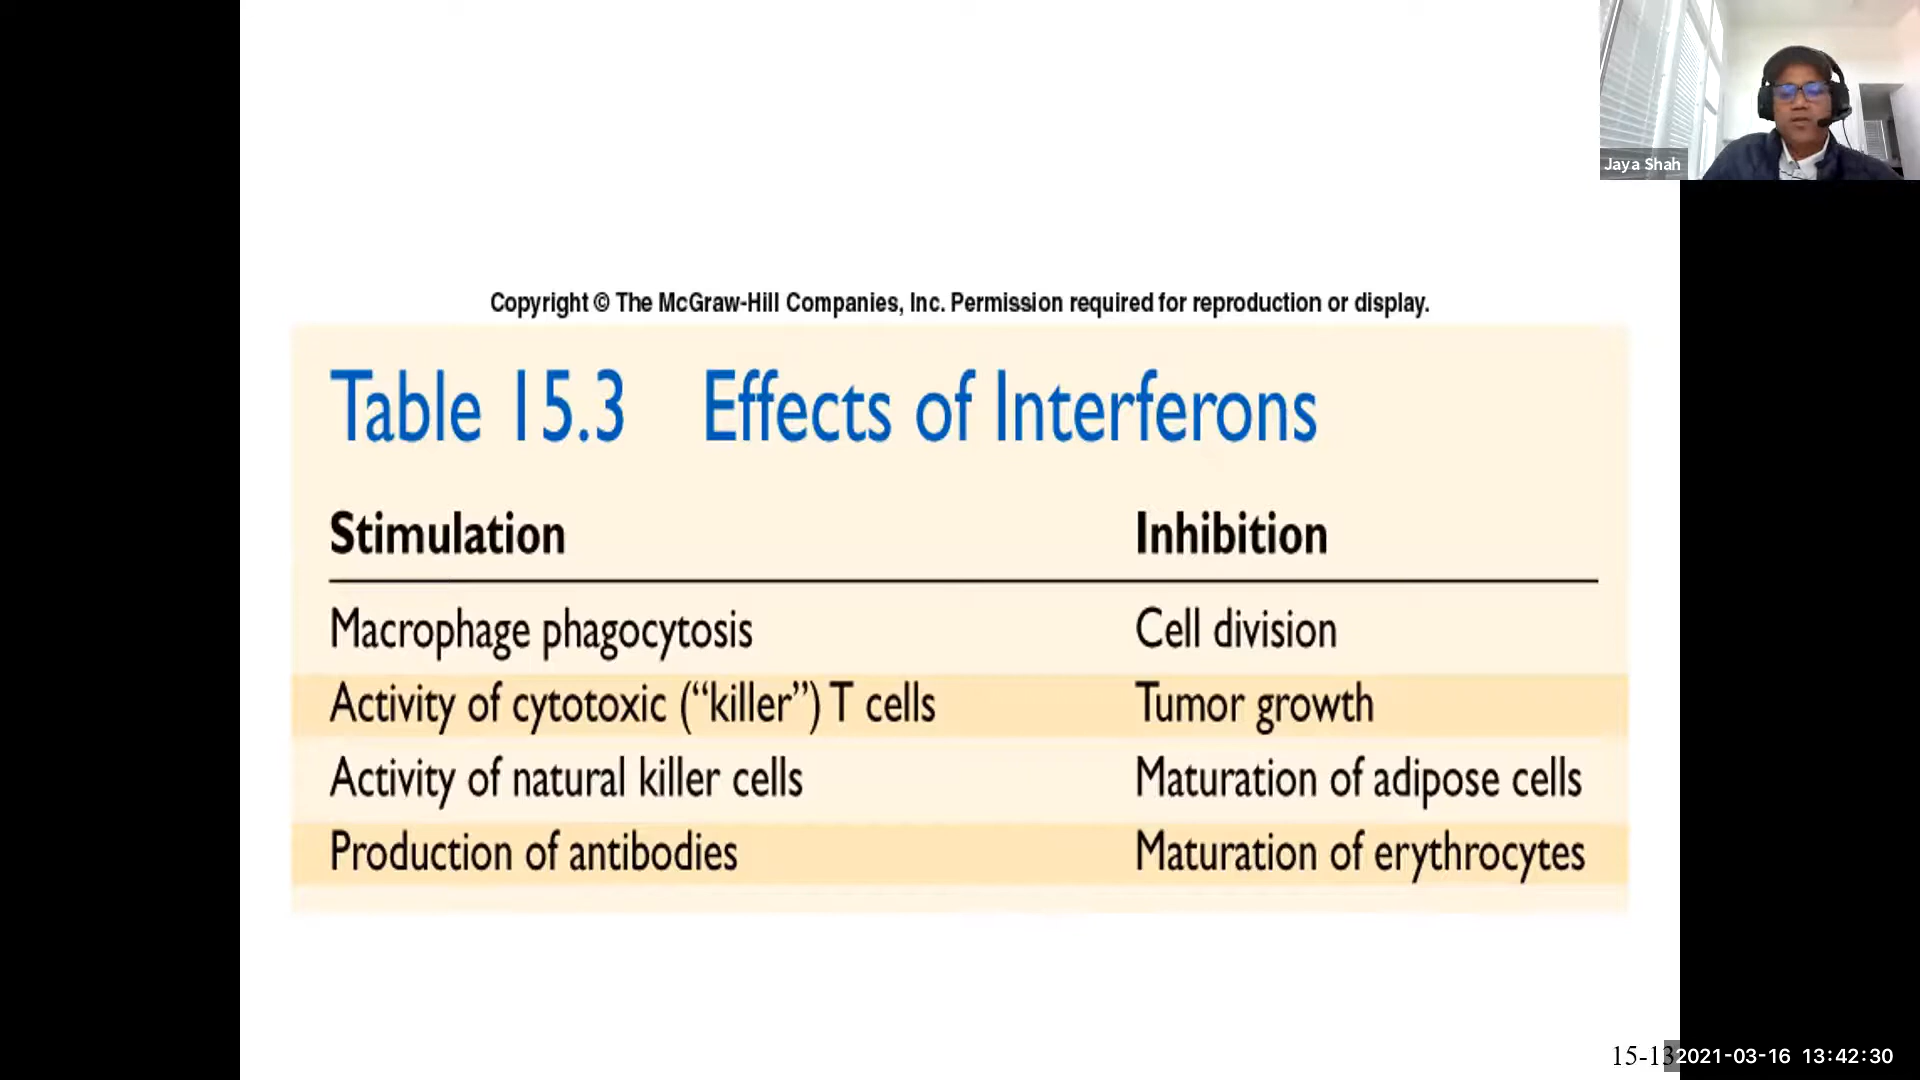 Jaya Shah
Copyright © The McGraw-Hill Companies, Inc. Permission required for reproduction or display.
Table 15.3 Effects of Interferons
Stimulation Inhibition
Macrophage phagocytosis Cell division
Activity of cytotoxic (“killer”) T cells Tumor growth
Activity of natural killer cells Maturation of adipose cells
Production of antibodies Maturation of erythrocytes
15-13
2021-03-16 13:42:30